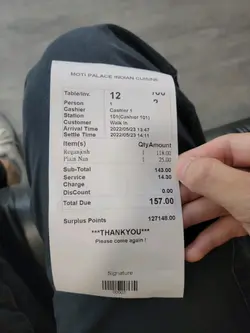 MOTI PALACE INDIAN CUISINE
Table/Inv. 12
Person 1
Cashier Cashier 1
Station 101(Cashier 101)
Customer Walk In
Arrival Time 2022/05/23 13:47
Settle Time 2022/05/23 14:11
Item(s) Qty Amount
Roganjosh 1 118.00
Plain Nan 1 25.00
Sub-Total 143.00
Service 14.30
Charge
DisCount 0.00
Total Due 157.00
Surplus Points 127148.00
***THANKYOU***
Please come again !
Signature